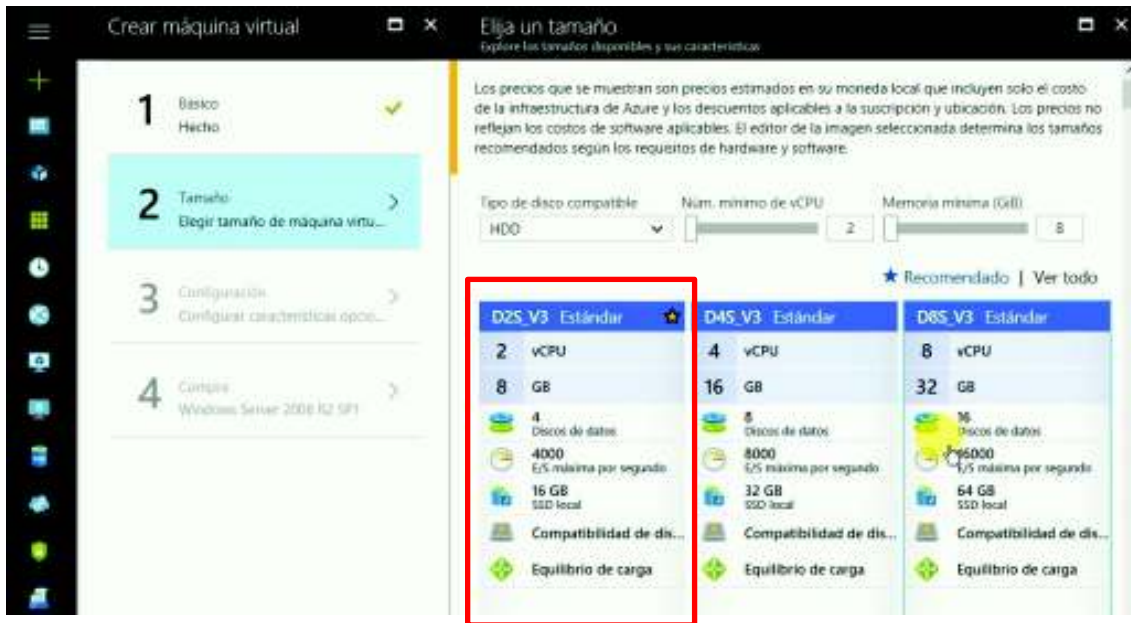 Crear máquina virtual
1
Básico
Hecho
2
Tamaño
Elegir tamaño de máquina virtu...
3
Configuración
Configurar características opcio...
4
Compra
Windows Server 2008 R2 SP1
Elija un tamaño
Explore los tamaños disponibles y sus características
Los precios que se muestran son precios estimados en su moneda local que incluyen solo el costo
de la infraestructura de Azure y los descuentos aplicables a la suscripción y ubicación. Los precios no
reflejan los costos de software aplicables. El editor de la imagen seleccionada determina los tamaños
recomendados según los requisitos de hardware y software.
Tipo de disco compatible
HDD
Núm. mínimo de vCPU
2
Memoria mínima (GiB)
8
Recomendado | Ver todo
D2S_V3 Estándar
2 vCPU
8 GB
4
Discos de datos
4000
E/S máxima por segundo
16 GB
SSD local
Compatibilidad de dis...
Equilibrio de carga
D4S_V3 Estándar
4 vCPU
16 GB
8
Discos de datos
8000
E/S máxima por segundo
32 GB
SSD local
Compatibilidad de dis...
Equilibrio de carga
D8S_V3 Estándar
8 vCPU
32 GB
16
Discos de datos
16000
E/S máxima por segundo
64 GB
SSD local
Compatibilidad de dis...
Equilibrio de carga